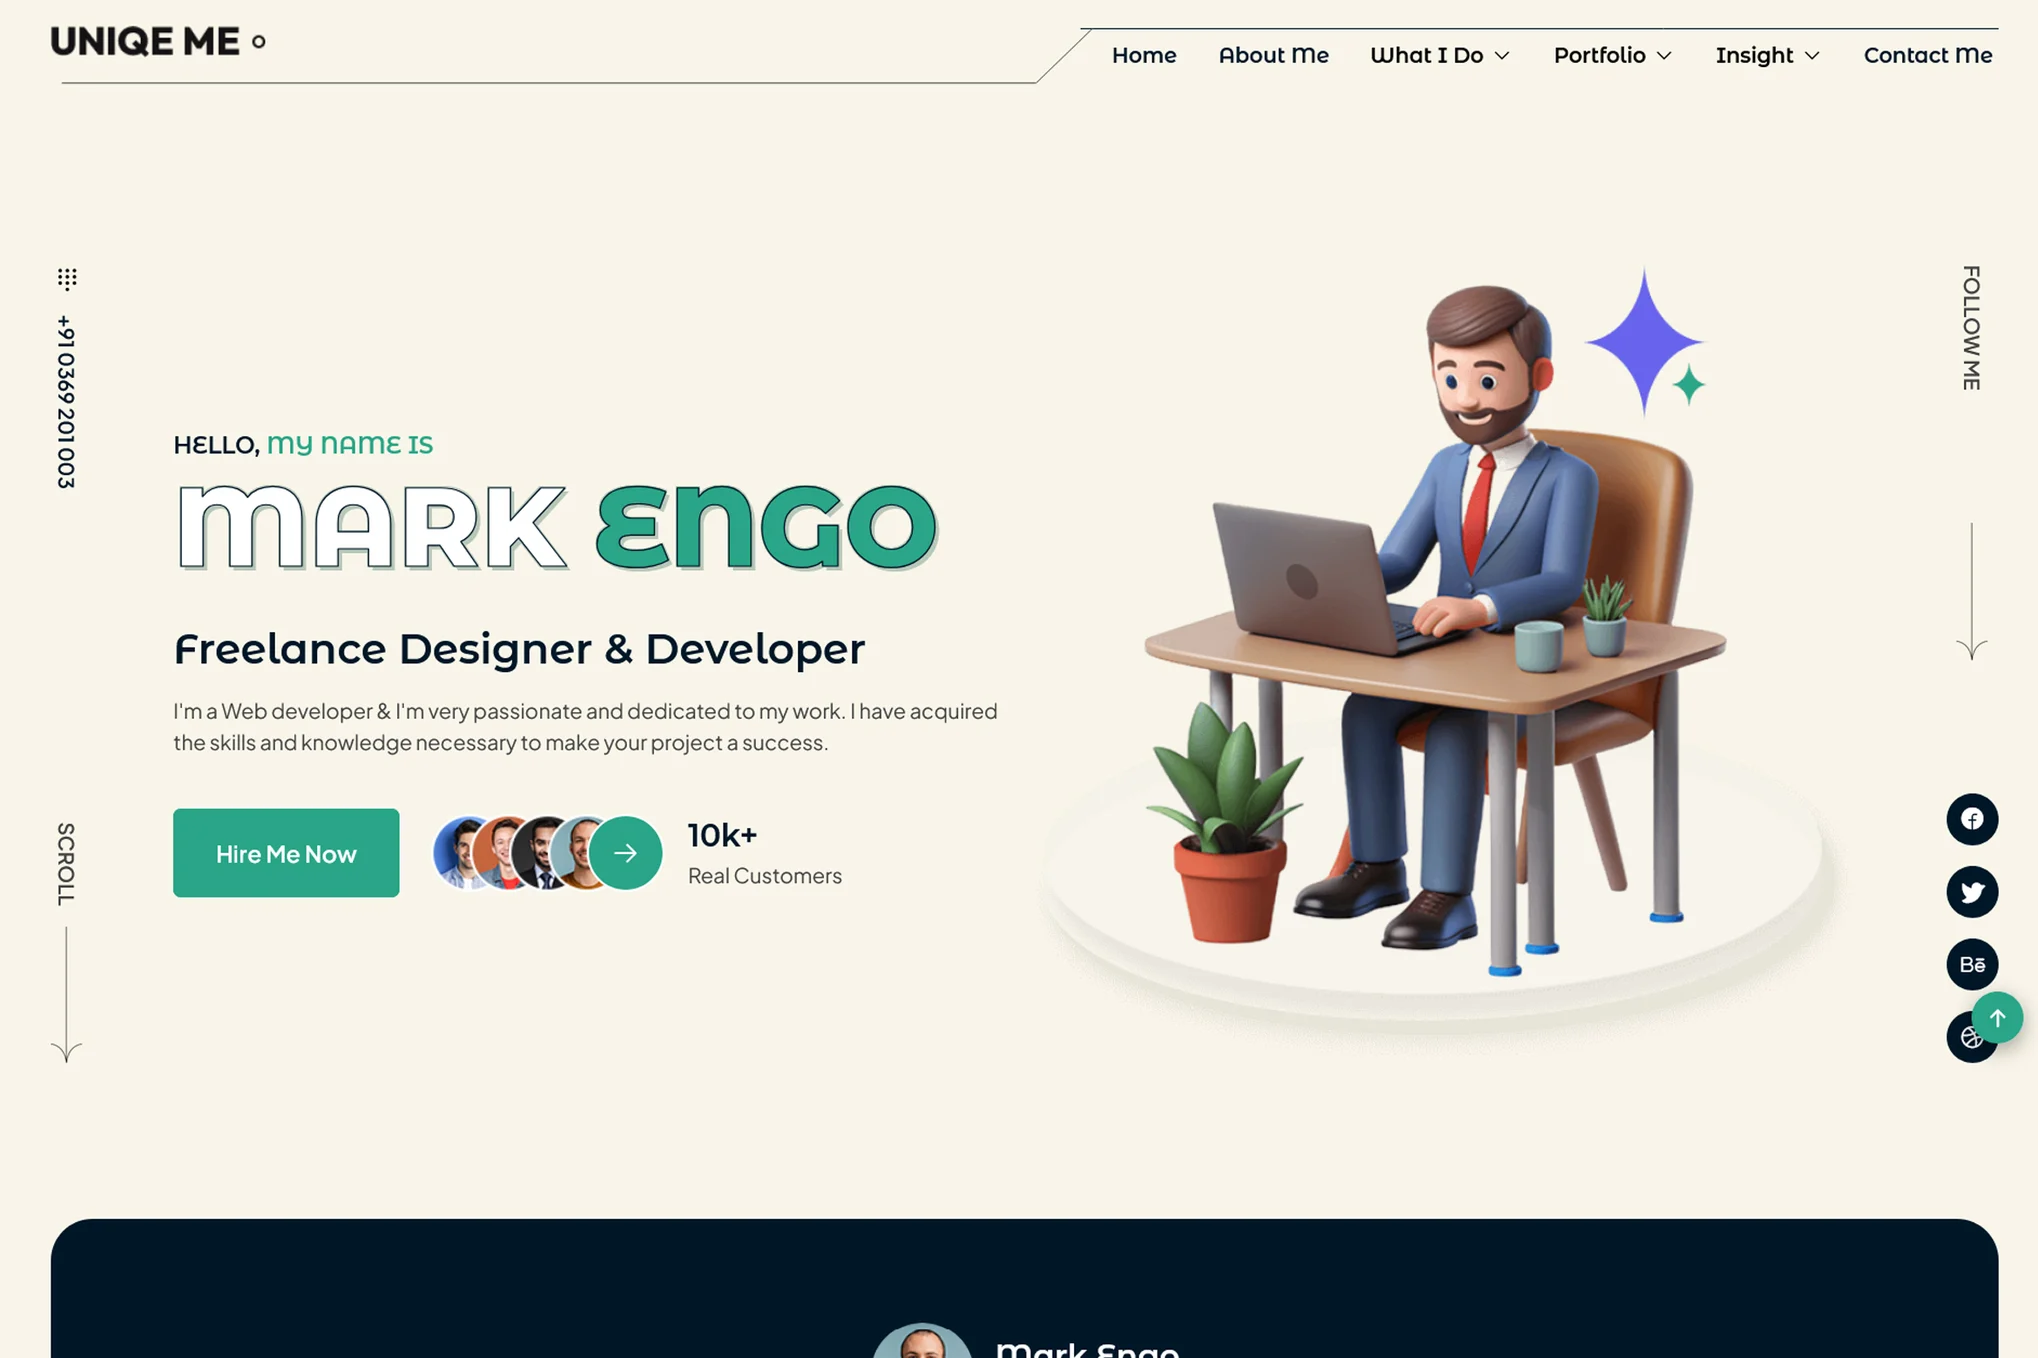 UNIQE ME
Home
About Me
What I Do
Portfolio
Insight
Contact Me
+91 0369 201 003
FOLLOW ME
HELLO, MY NAME IS
MARK ENGO
Freelance Designer & Developer
I'm a Web developer & I'm very passionate and dedicated to my work. I have acquired
the skills and knowledge necessary to make your project a success.
Hire Me Now
10k+
Real Customers
SCROLL
Bē
Mark Engo